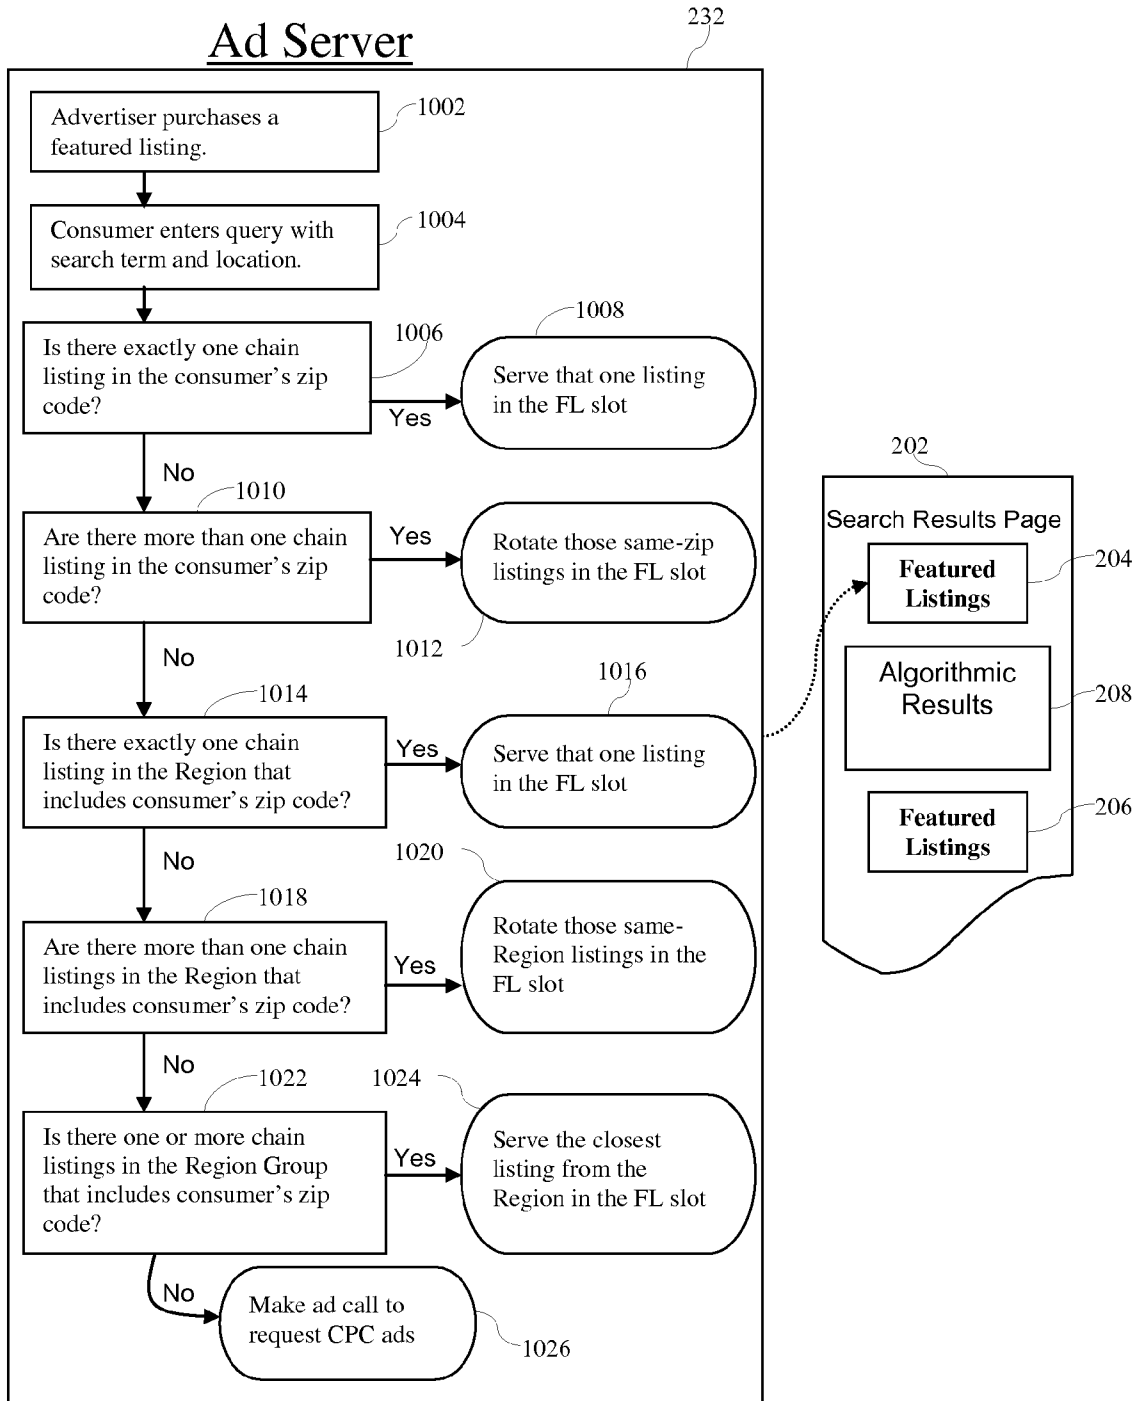 232
Ad Server
1002
Advertiser purchases a
featured listing.
1004
Consumer enters query with
search term and location.
1006
Is there exactly one chain
listing in the consumer's zip
code?
Yes
1008
Serve that one listing
in the FL slot
No
1010
Are there more than one chain
listing in the consumer's zip
code?
Yes
Rotate those same-zip
listings in the FL slot
1012
No
1014
Is there exactly one chain
listing in the Region that
includes consumer's zip code?
Yes
1016
Serve that one listing
in the FL slot
No
1018
Are there more than one chain
listings in the Region that
includes consumer's zip code?
Yes
1020
Rotate those same-
Region listings in the
FL slot
No
1022
Is there one or more chain
listings in the Region Group
that includes consumer's zip
code?
Yes
1024
Serve the closest
listing from the
Region in the FL slot
No
Make ad call to
request CPC ads
1026
202
Search Results Page
Featured
Listings
204
Algorithmic
Results
208
Featured
Listings
206